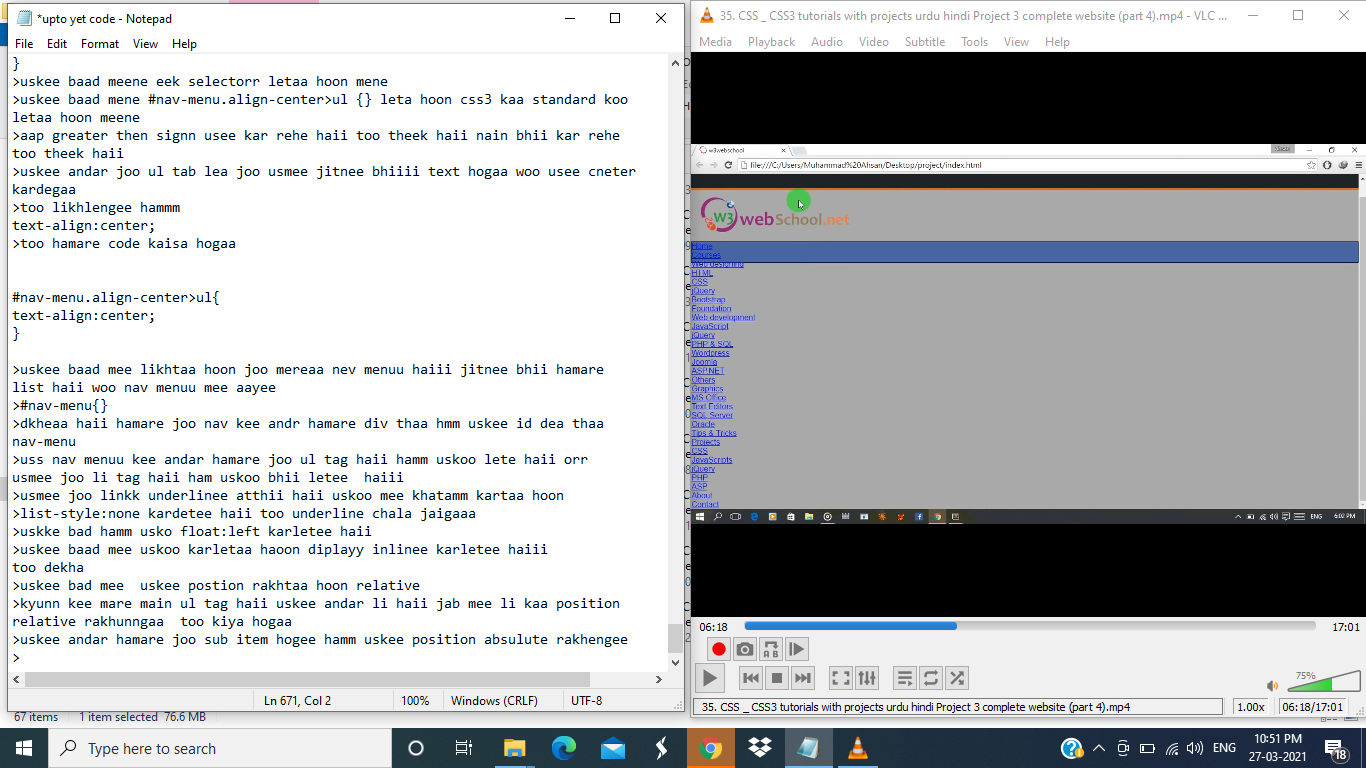 *upto yet code - Notepad
File Edit Format View Help
}
>uskee baad meene eek selectorr letaa hoon mene
>uskee baad mene #nav-menu.align-center>ul {} leta hoon css3 kaa standard koo
letaa hoon meene
>aap greater then signn usee kar rehe haii too theek haii nain bhii kar rehe
too theek haii
>uskee andar joo ul tab lea joo usmee jitnee bhiiii text hogaa woo usee cneter
kardegaa
>too likhlengee hammm
text-align:center;
>too hamare code kaisa hogaa
#nav-menu.align-center>ul{
text-align:center;
}
>uskee baad mee likhtaa hoon joo mereaa nev menuu haiii jitnee bhii hamare
list haii woo nav menuu mee aayee
>#nav-menu{}
>dkheaa haii hamare joo nav kee andr hamare div thaa hmm uskee id dea thaa
nav-menu
>uss nav menuu kee andar hamare joo ul tag haii hamm uskoo lete haii orr
usmee joo li tag haii ham uskoo bhii letee  haiii
>usmee joo linkk underlinee atthii haii uskoo mee khatamm kartaa hoon
>list-style:none kardetee haii too underline chala jaigaaa
>uskke bad hamm usko float:left karletee haii
>uskee baad mee uskoo karletaa haoon diplayy inlinee karletee haiii
too dekha
>uskee bad mee  uskee postion rakhtaa hoon relative
>kyunn kee mare main ul tag haii uskee andar li haii jab mee li kaa position
relative rakhunngaa  too kiya hogaa
>uskee andar hamare joo sub item hogee hamm uskee position absulute rakhengee
>
Ln 671, Col 2 100% Windows (CRLF) UTF-8
67 items 1 item selected 76.6 MB
35. CSS _ CSS3 tutorials with projects urdu hindi Project 3 complete website (part 4).mp4 - VLC ...
Media Playback Audio Video Subtitle Tools View Help
w3webschool
file:///C:/Users/Muhammad%20Ahsan/Desktop/project/index.html
W3 webSchool.net
Home
Courses
Web designing
HTML
CSS
jQuery
Bootstrap
Foundation
Web development
JavaScript
jQuery
PHP & SQL
Wordpress
Joomla
ASP.NET
Others
Graphics
MS Office
Text Editors
SQL Server
Oracle
Tips & Tricks
Projects
CSS
JavaScripts
jQuery
PHP
ASP
About
Contact
ENG 6:02 PM
06:18 17:01
75%
35. CSS _ CSS3 tutorials with projects urdu hindi Project 3 complete website (part 4).mp4 1.00x 06:18/17:01
Type here to search
ENG 10:51 PM
27-03-2021
18